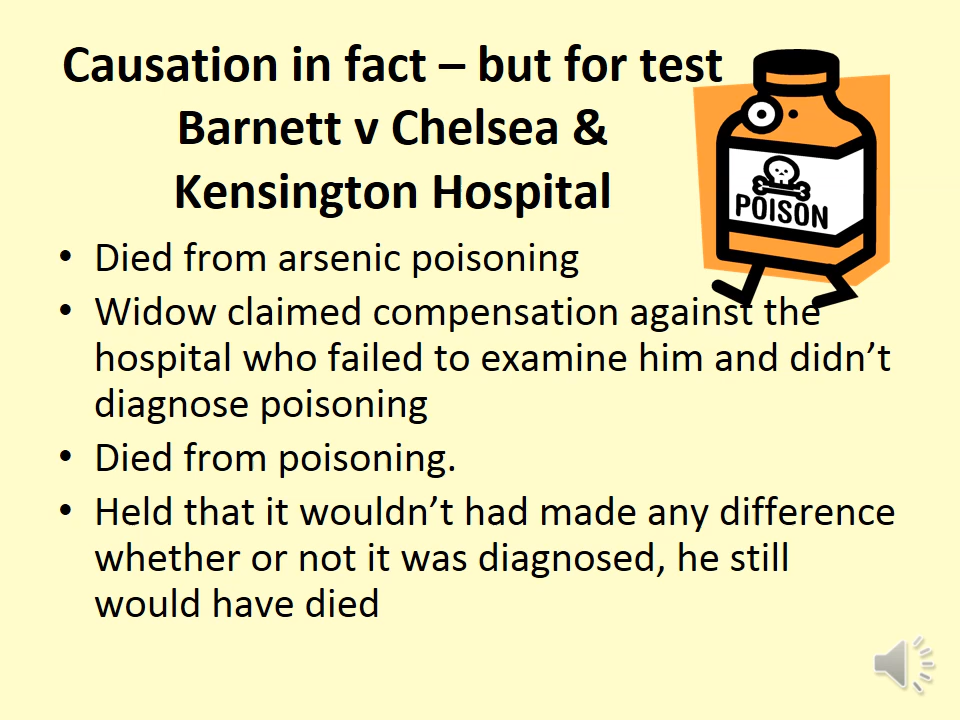 Causation in fact – but for test
Barnett v Chelsea &
Kensington Hospital
POISON
• Died from arsenic poisoning
• Widow claimed compensation against the
hospital who failed to examine him and didn’t
diagnose poisoning
• Died from poisoning.
• Held that it wouldn’t had made any difference
whether or not it was diagnosed, he still
would have died